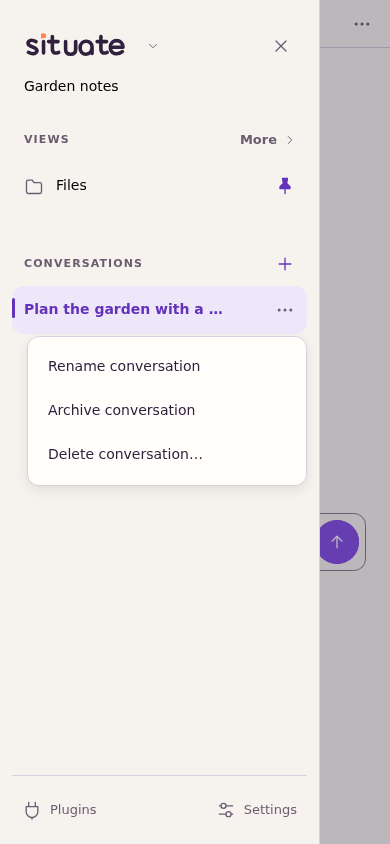 situate
Garden notes
VIEWS
More
Files
CONVERSATIONS
Plan the garden with a ...
Rename conversation
Archive conversation
Delete conversation...
Plugins
Settings